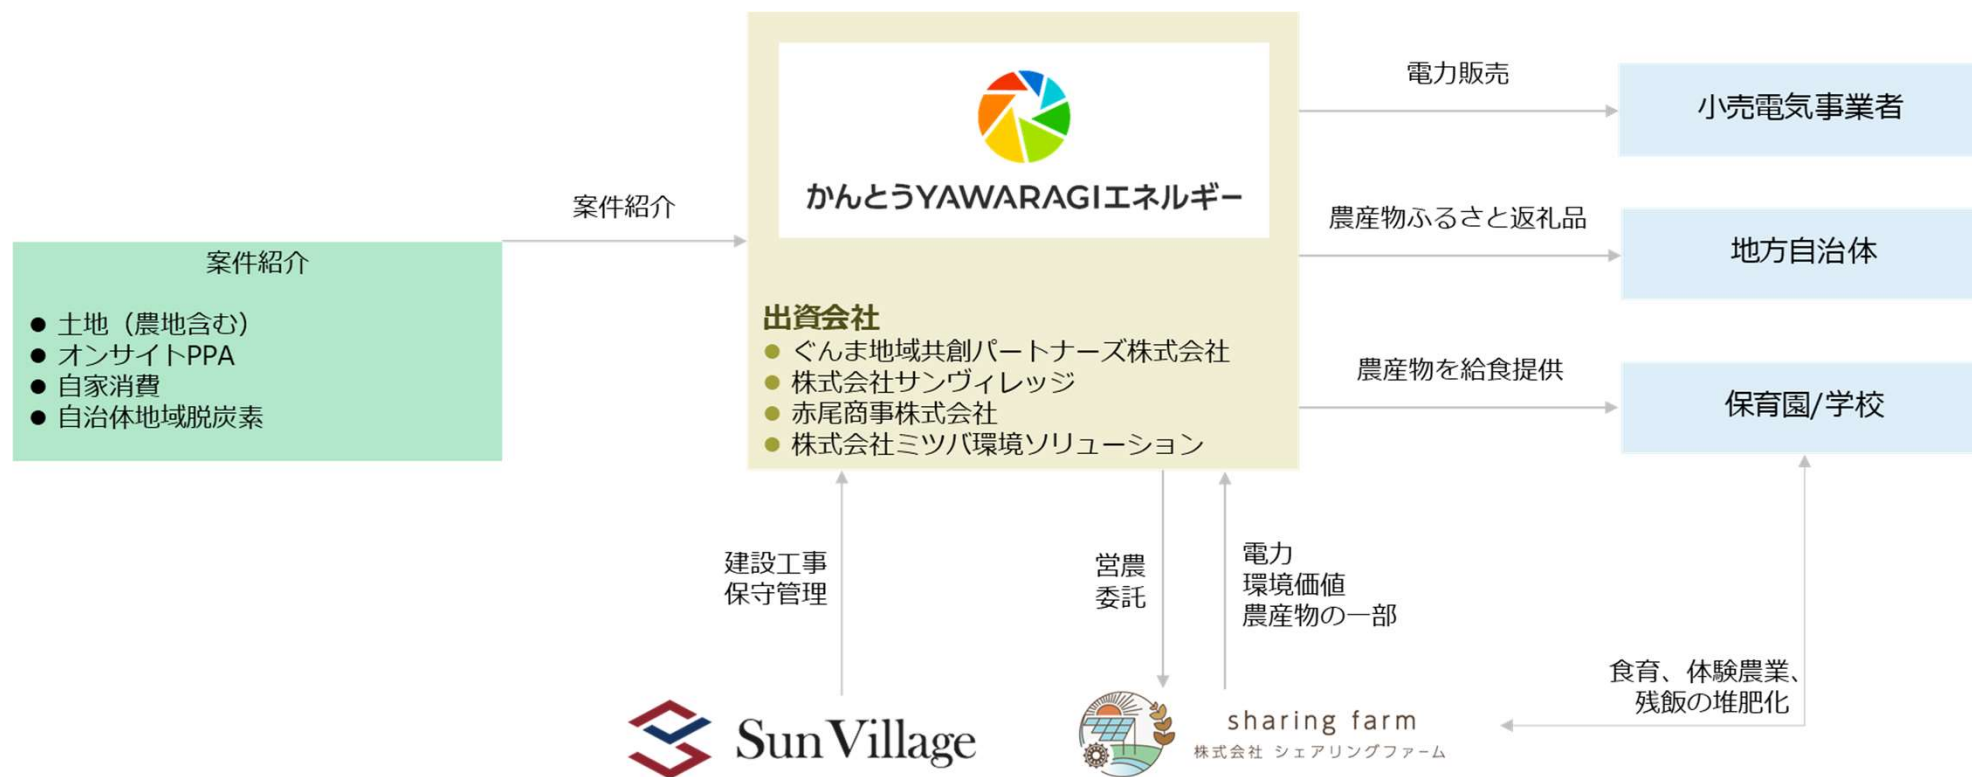 案件紹介
● 土地（農地含む）
● オンサイトPPA
● 自家消費
● 自治体地域脱炭素
案件紹介
かんとうYAWARAGIエネルギー
出資会社
● ぐんま地域共創パートナーズ株式会社
● 株式会社サンヴィレッジ
● 赤尾商事株式会社
● 株式会社ミツバ環境ソリューション
電力販売
小売電気事業者
農産物ふるさと返礼品
地方自治体
農産物を給食提供
保育園/学校
建設工事
保守管理
営農
委託
電力
環境価値
農産物の一部
食育、体験農業、
残飯の堆肥化
Sun Village
sharing farm
株式会社 シェアリングファーム